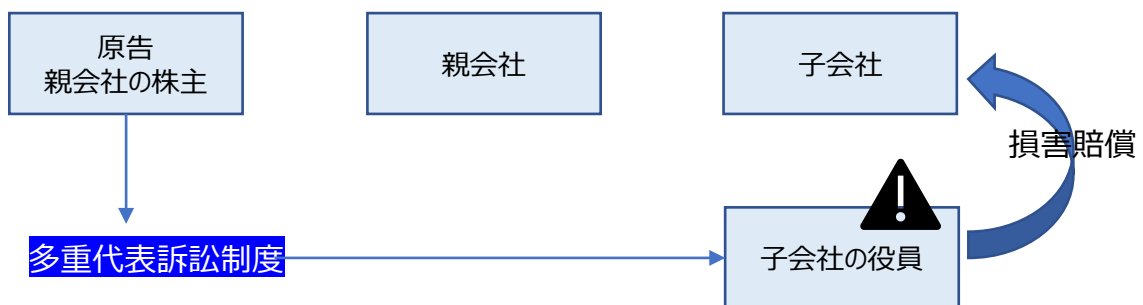 原告
親会社の株主
親会社
子会社
損害賠償
多重代表訴訟制度
子会社の役員